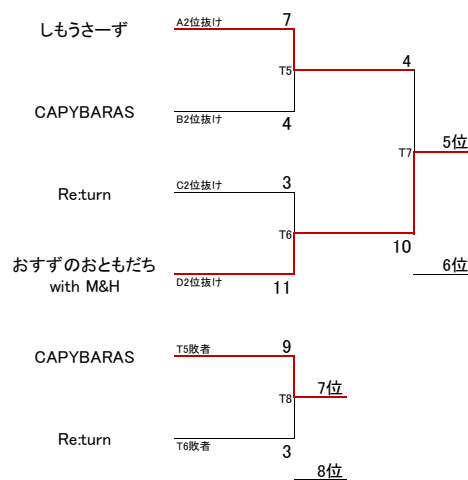 しもうさーず
A2位抜け
7
T5
4
CAPYBARAS
B2位抜け
4
T7
5位
Re:turn
C2位抜け
3
T6
10
6位
おすずのおともだち
with M&H
D2位抜け
11
CAPYBARAS
T5敗者
9
T8
7位
Re:turn
T6敗者
3
8位